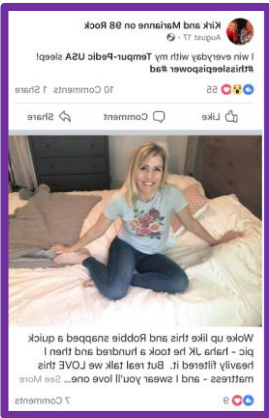 Kirk and Marianne on 98 Rock
August 17 ·
I win everyday with my Tempur-Pedic USA sleep!
#thissleepispower #ad
55
10 Comments 1 Share
Like Comment Share
Woke up like this and Robbie snapped a quick
pic - haha JK he took a hundred and then I
heavily filtered it. But real talk we LOVE this
mattress - and I swear you'll love one... See More
9
7 Comments